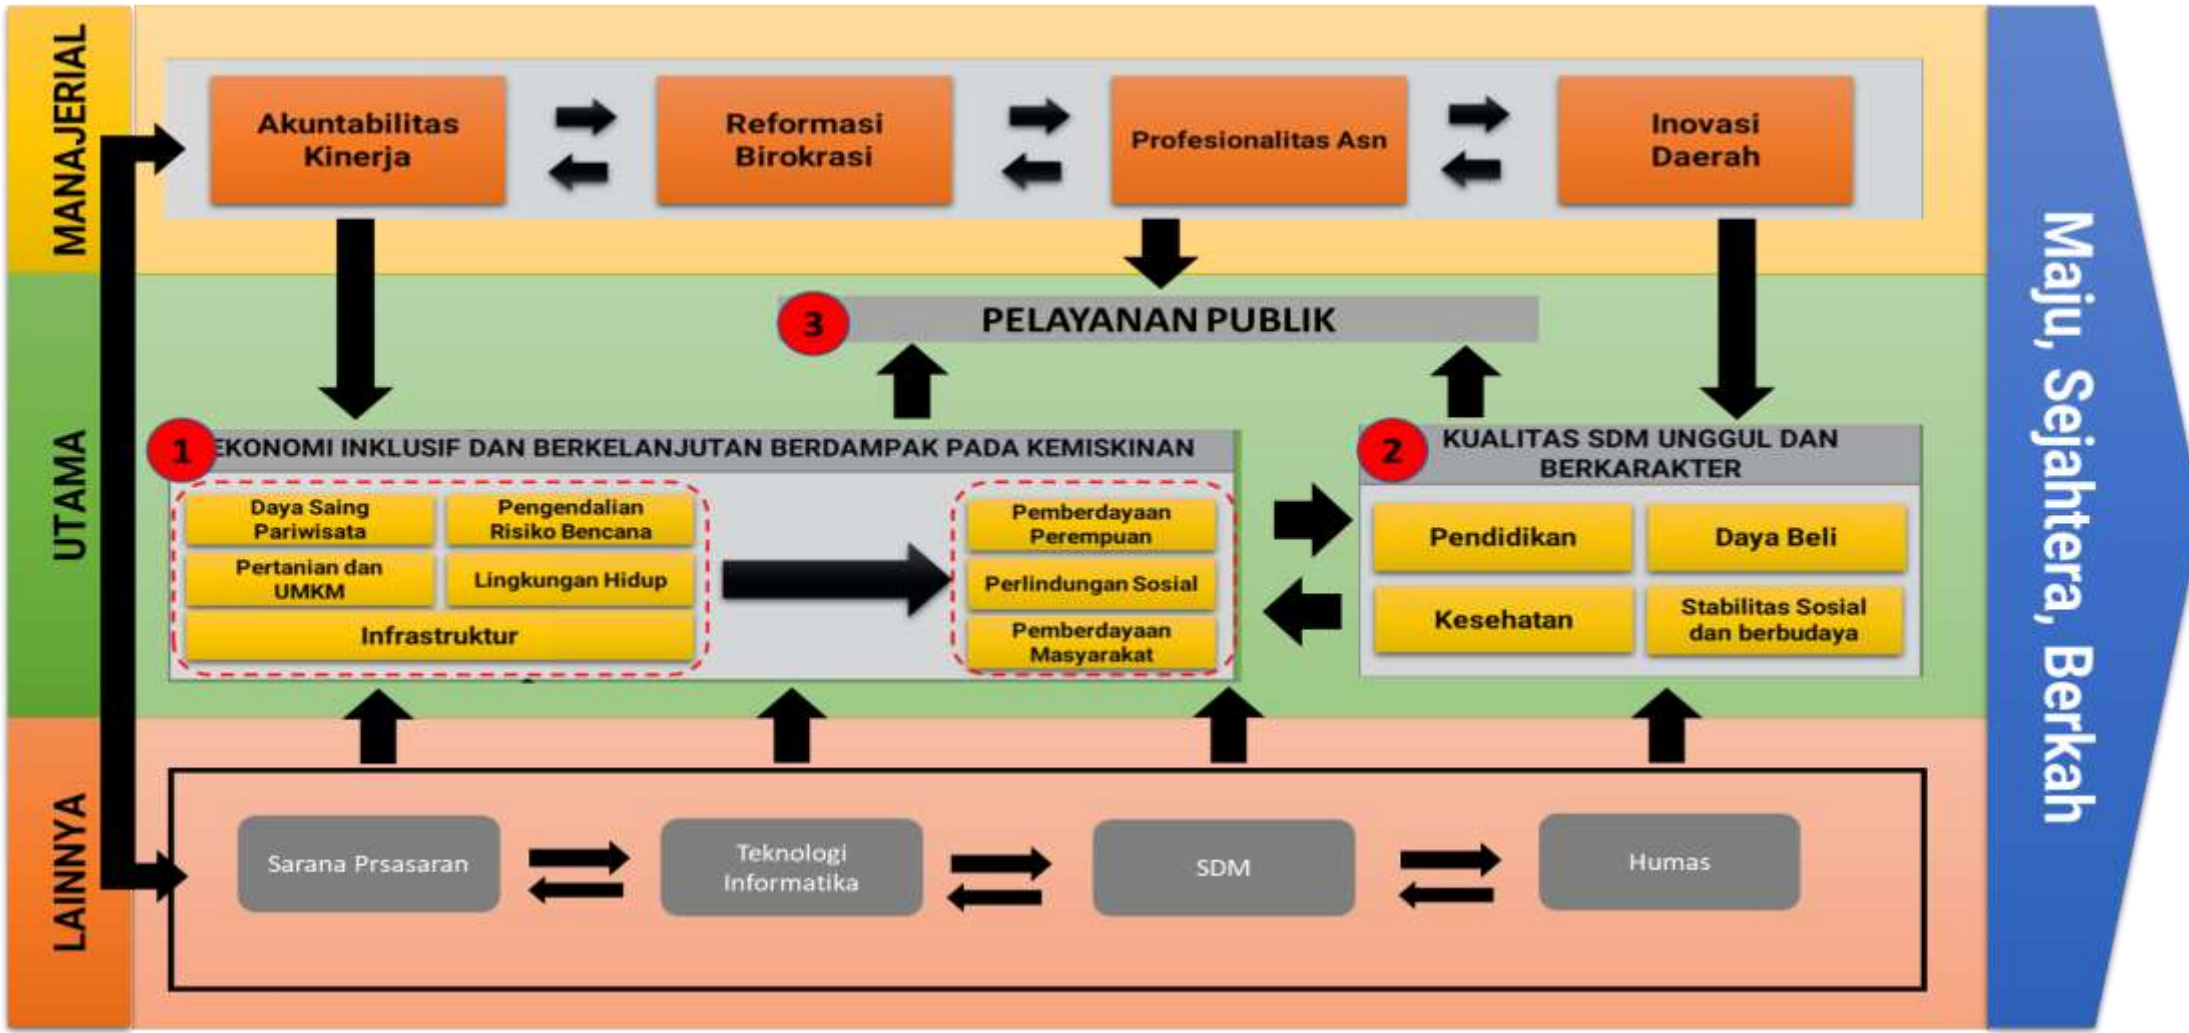 MANAJERIAL
Akuntabilitas
Kinerja
Reformasi
Birokrasi
Profesionalitas Asn
Inovasi
Daerah
UTAMA
3
PELAYANAN PUBLIK
1
EKONOMI INKLUSIF DAN BERKELANJUTAN BERDAMPAK PADA KEMISKINAN
Daya Saing
Pariwisata
Pengendalian
Risiko Bencana
Pertanian dan
UMKM
Lingkungan Hidup
Infrastruktur
Pemberdayaan
Perempuan
Perlindungan Sosial
Pemberdayaan
Masyarakat
2
KUALITAS SDM UNGGUL DAN
BERKARAKTER
Pendidikan
Daya Beli
Kesehatan
Stabilitas Sosial
dan berbudaya
LAINNYA
Sarana Prsasaran
Teknologi
Informatika
SDM
Humas
Maju, Sejahtera, Berkah